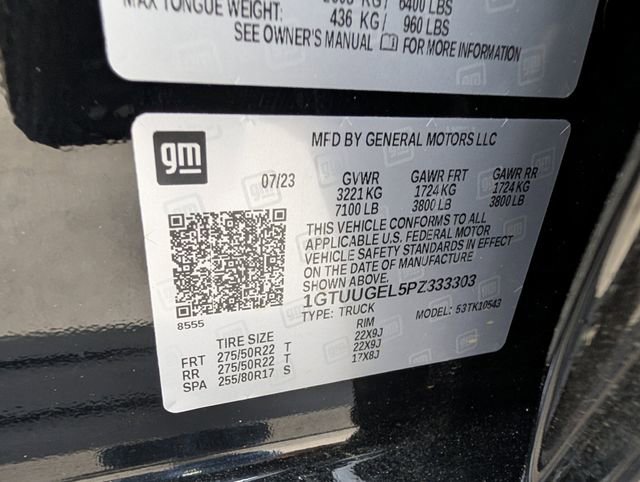 6400 LBS
MAX TONGUE WEIGHT: 436 KG / 960 LBS
SEE OWNER'S MANUAL FOR MORE INFORMATION
gm
MFD BY GENERAL MOTORS LLC
07/23 GVWR GAWR FRT GAWR RR
3221 KG 1724 KG 1724 KG
7100 LB 3800 LB 3800 LB
THIS VEHICLE CONFORMS TO ALL
APPLICABLE U.S. FEDERAL MOTOR
VEHICLE SAFETY STANDARDS IN EFFECT
ON THE DATE OF MANUFACTURE
SHOWN ABOVE.
1GTUUGEL5PZ333303
TYPE: TRUCK MODEL: 53TK10543
8555
TIRE SIZE RIM
FRT 275/50R22 T 22X9J
RR 275/50R22 T 22X9J
SPA 255/80R17 S 17X8J